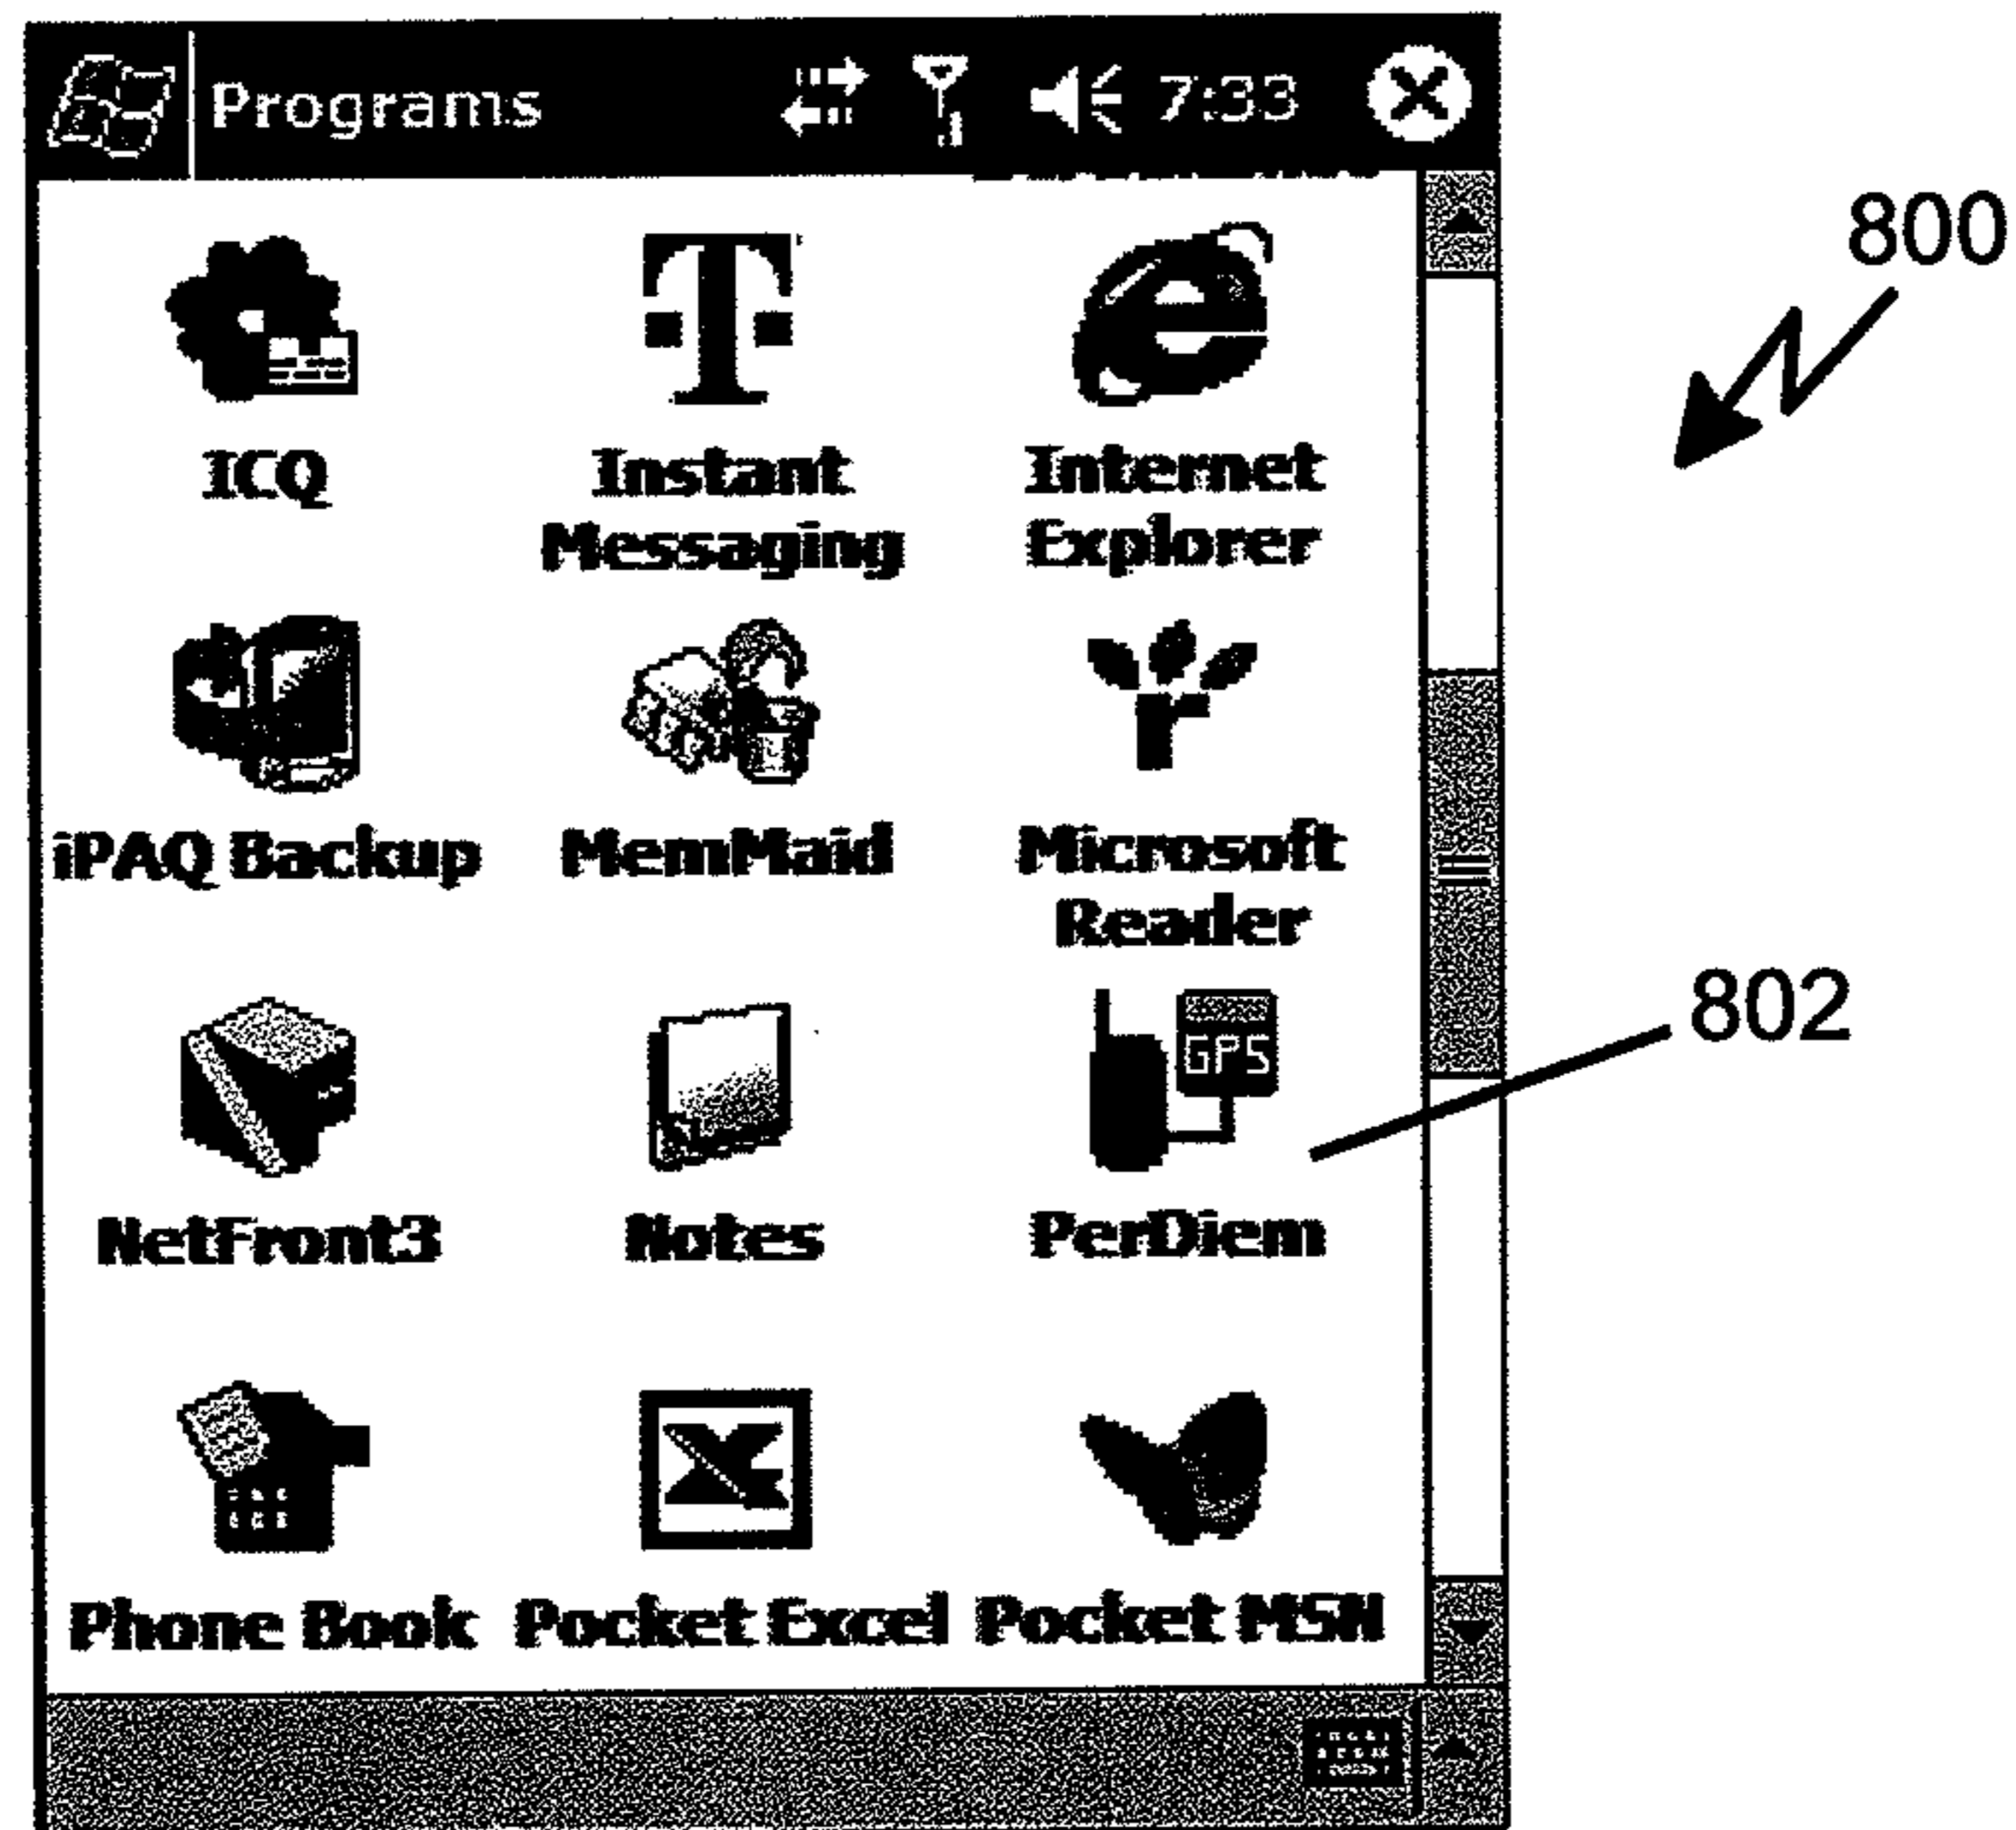 Programs 7:33
800
ICQ Instant Messaging Internet Explorer
iPAQ Backup MemMaid Microsoft Reader
802
GPS
NetFront3 Notes PerDiem
Phone Book Pocket Excel Pocket MSN